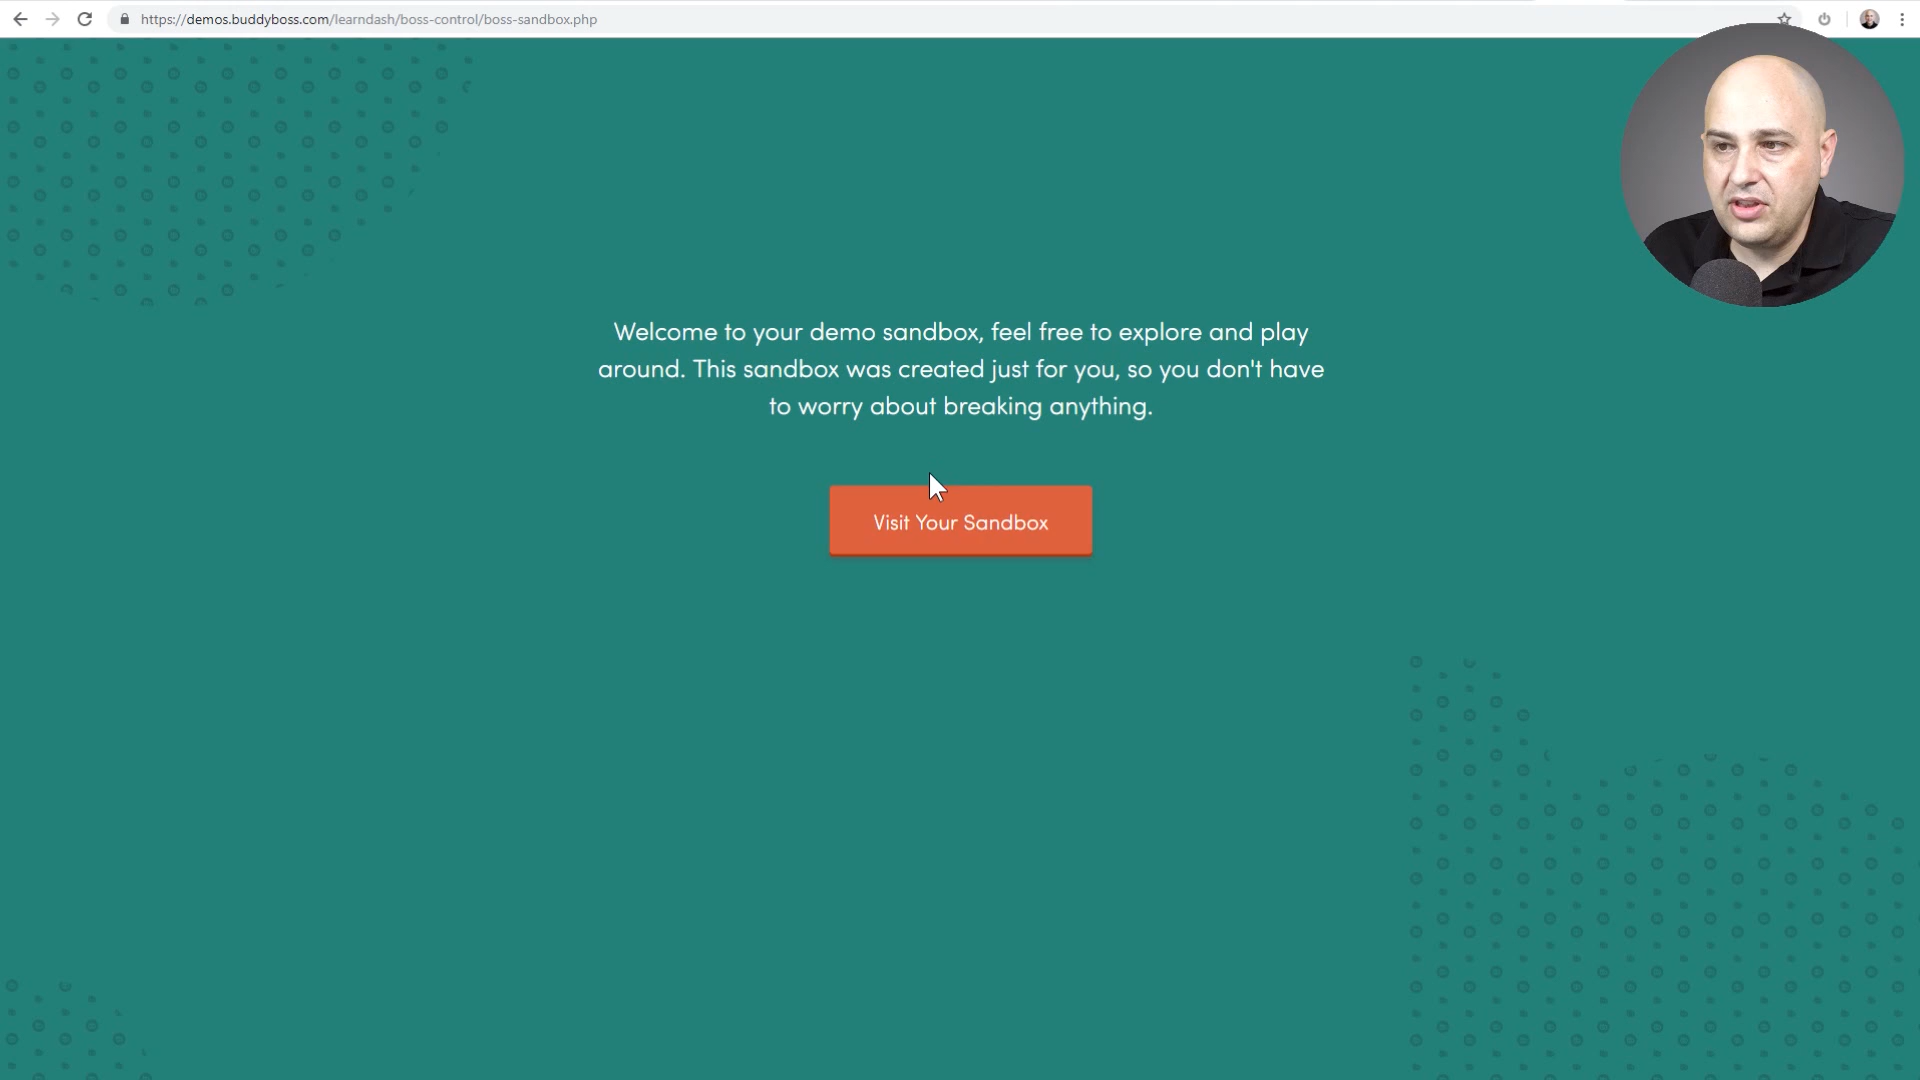 https://demos.buddyboss.com/learndash/boss-control/boss-sandbox.php
Welcome to your demo sandbox, feel free to explore and play
around. This sandbox was created just for you, so you don't have
to worry about breaking anything.
Visit Your Sandbox